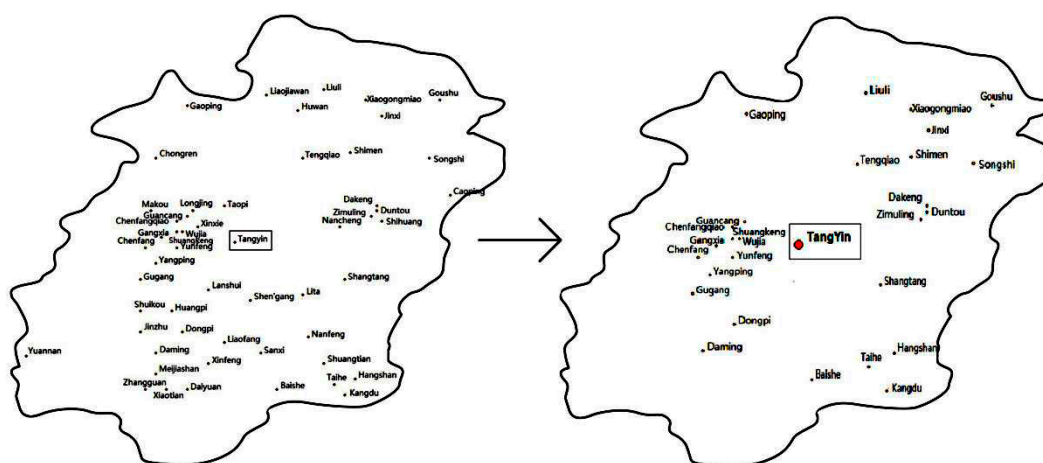 Liuli
Liaojiawan
Xiaogongmiao
Goushu
Gaoping
Huwan
Jinxi
Chongren
Tengqiao
Shimen
Songshi
Caoping
Makou
Longjing
Taopi
Dakeng
Guancang
Zimuling
Duntou
Chenfangqiao
Xinxie
Nancheng
Shihuang
Gangxia
Wujia
Chenfang
Shuangkeng
Tangyin
Yunfeng
Yangping
Gugang
Lanshui
Shangtang
Shen'gang
Lita
Shuikou
Huangpi
Jinzhu
Dongpi
Liaofang
Nanfeng
Yuannan
Daming
Sanxi
Xinfeng
Shuangtian
Meijiashan
Zhangguan
Daiyuan
Xiaotian
Baishe
Taihe
Hangshan
Kangdu
Liuli
Goushu
Xiaogongmiao
Gaoping
Jinxi
Tengqiao
Shimen
Songshi
Dakeng
Zimuling
Duntou
Guancang
Chenfangqiao
Shuangkeng
Gangxia
Wujia
TangYin
Chenfang
Yunfeng
Yangping
Gugang
Shangtang
Dongpi
Daming
Hangshan
Taihe
Baishe
Kangdu